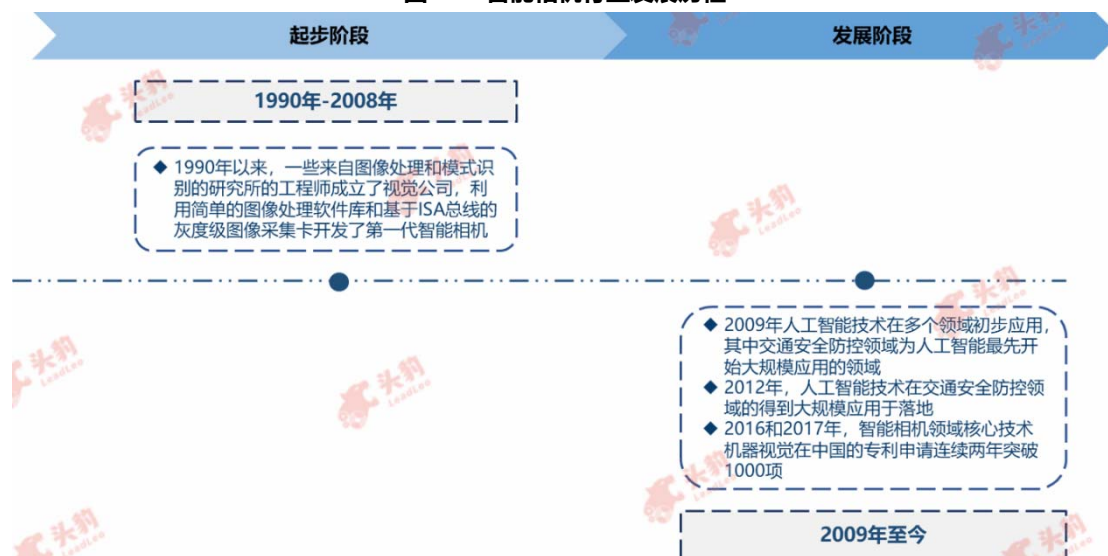 起步阶段
发展阶段
1990年-2008年
◆ 1990年以来，一些来自图像处理和模式识
别的研究所的工程师成立了视觉公司，利
用简单的图像处理软件库和基于ISA总线的
灰度级图像采集卡开发了第一代智能相机
◆ 2009年人工智能技术在多个领域初步应用，
其中交通安全防控领域为人工智能最先开
始大规模应用的领域
◆ 2012年，人工智能技术在交通安全防控领
域的得到大规模应用于落地
◆ 2016和2017年，智能相机领域核心技术
机器视觉在中国的专利申请连续两年突破
1000项
2009年至今
头豹
LeadLeo